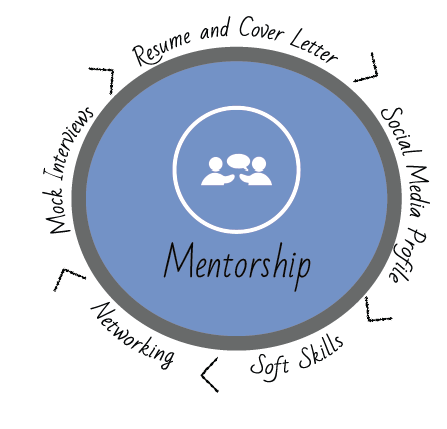 Resume and Cover Letter
Social Media Profile
Soft Skills
Networking
Mock Interviews
Mentorship